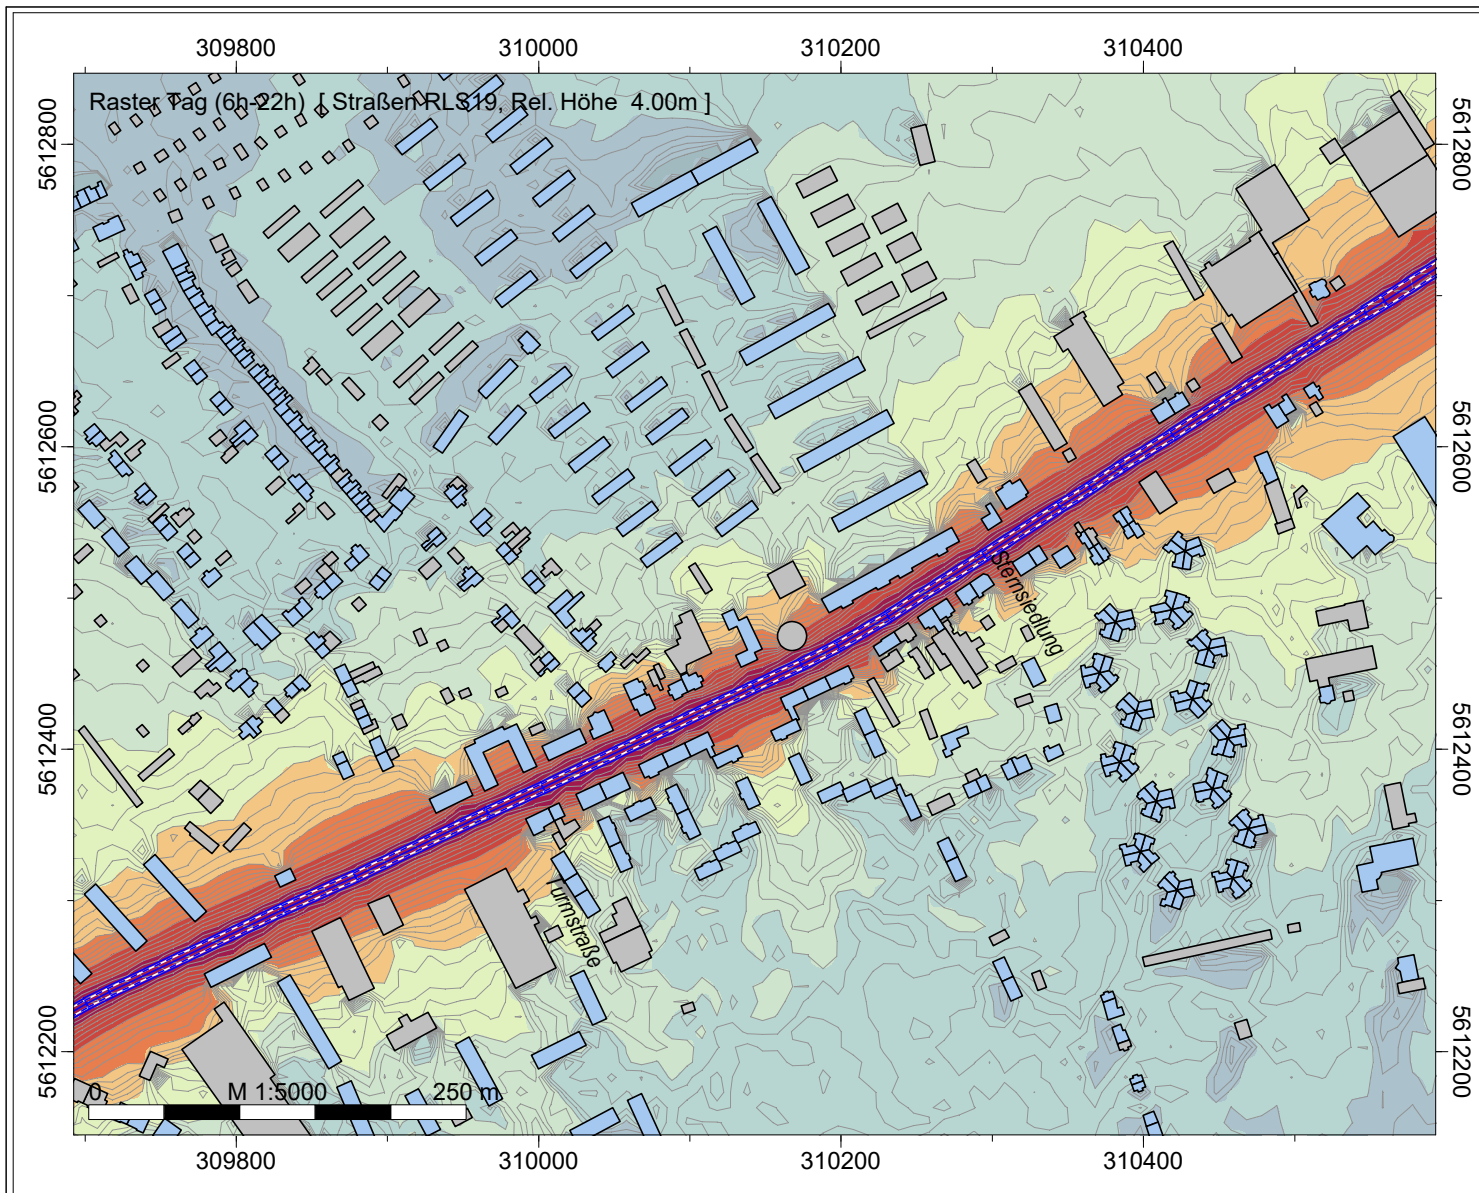 309800 310000 310200 310400
Raster Tag (6h-22h) [ Straßen RLS19, Rel. Höhe 4.00m ]
5612800 5612800
5612600 5612600
Sternsiedlung
5612400 5612400
Turmstraße
5612200 5612200
0 M 1:5000 250 m
309800 310000 310200 310400